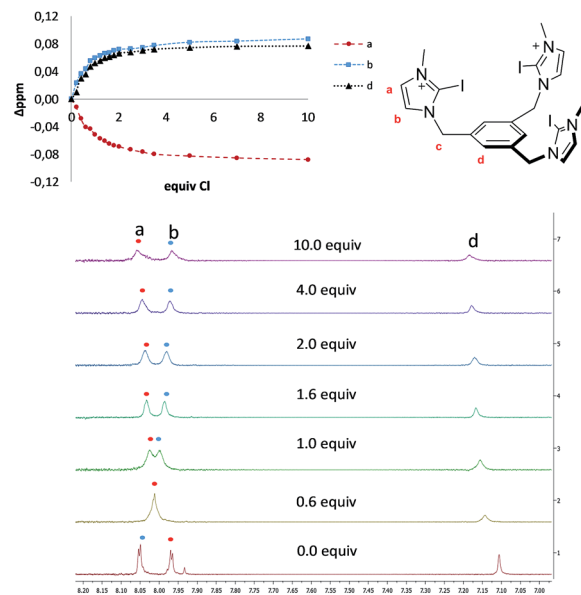 0,12
0,08
0,04
0,00
-0,04
-0,08
-0,12
Δppm
0 2 4 6 8 10
equiv Cl
a
b
d
N
+
N
I
a
b
c
d
N
+
N
I
N
+
N
I
a b d
10.0 equiv
4.0 equiv
2.0 equiv
1.6 equiv
1.0 equiv
0.6 equiv
0.0 equiv
7
6
5
4
3
2
1
8.20 8.15 8.10 8.05 8.00 7.95 7.90 7.85 7.80 7.75 7.70 7.65 7.60 7.55 7.50 7.45 7.40 7.35 7.30 7.25 7.20 7.15 7.10 7.05 7.00